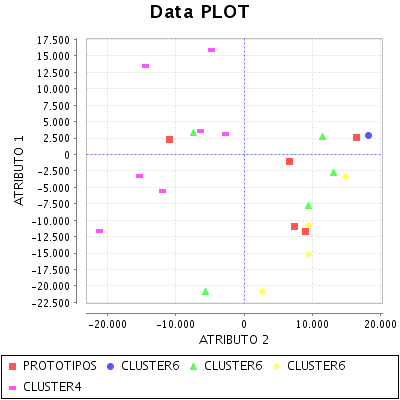 Data PLOT
ATRIBUTO 1
17.500
15.000
12.500
10.000
7.500
5.000
2.500
0
-2.500
-5.000
-7.500
-10.000
-12.500
-15.000
-17.500
-20.000
-22.500
-20.000 -10.000 0 10.000 20.000
ATRIBUTO 2
PROTOTIPOS CLUSTER6 CLUSTER6 CLUSTER6
CLUSTER4